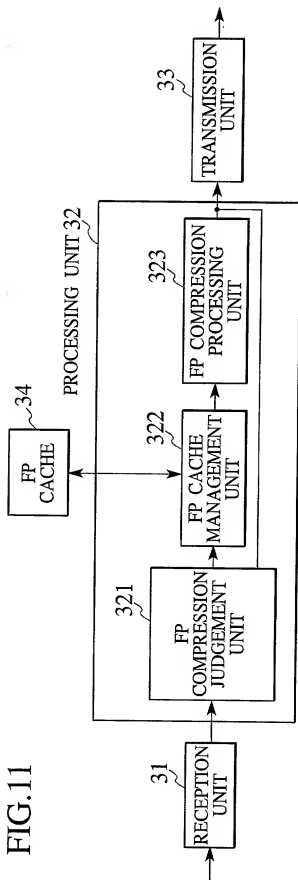 FIG.11
31
RECEPTION
UNIT
PROCESSING UNIT 32
321
FP
COMPRESSION
JUDGEMENT
UNIT
322
FP CACHE
MANAGEMENT
UNIT
323
FP COMPRESSION
PROCESSING
UNIT
34
FP
CACHE
33
TRANSMISSION
UNIT